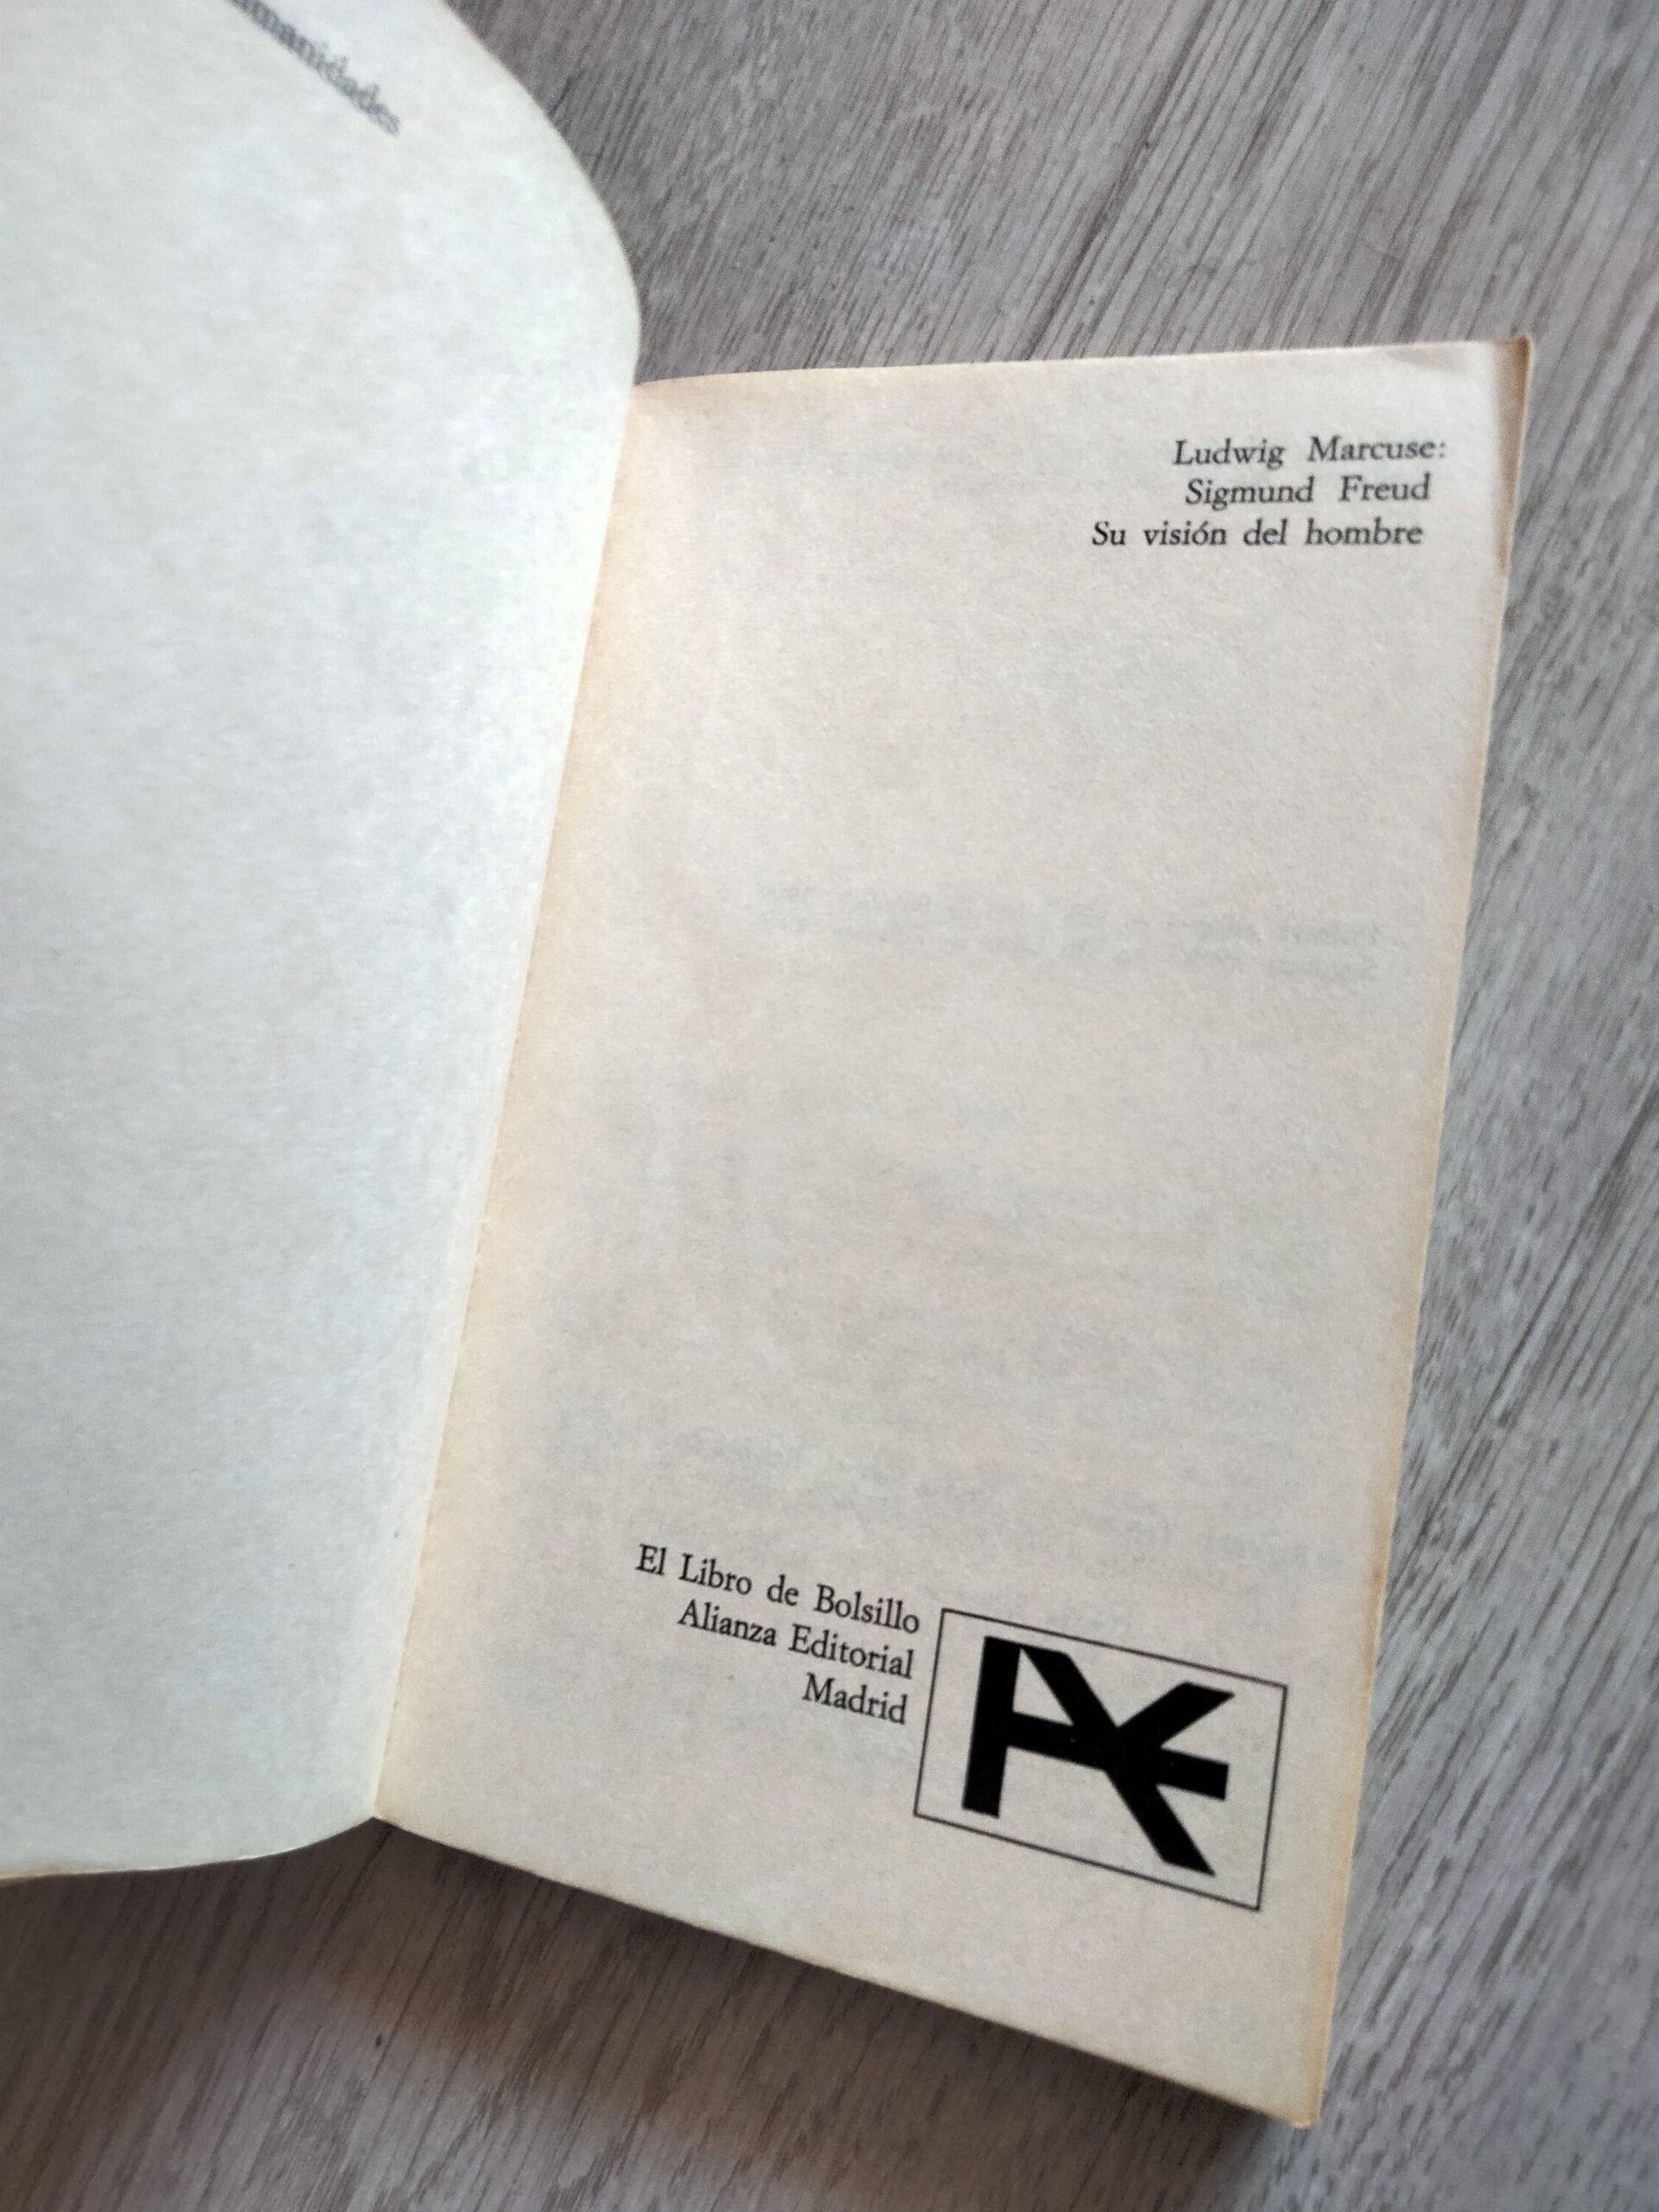 Ludwig Marcuse:
Sigmund Freud
Su visión del hombre
El Libro de Bolsillo
Alianza Editorial
Madrid